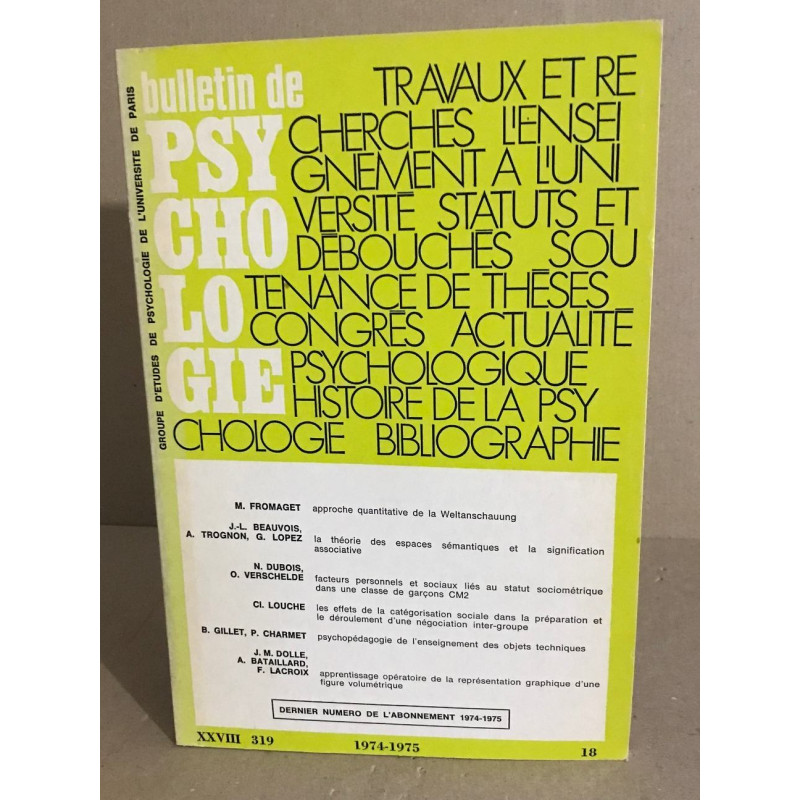 GROUPE D'ETUDES DE PSYCHOLOGIE DE L'UNIVERSITE DE PARIS
bulletin de
PSY
CHO
LO
GIE
TRAVAUX ET RE
CHERCHES L'ENSEI
GNEMENT A L'UNI
VERSITÉ STATUTS ET
DÉBOUCHÉS SOU
TENANCE DE THÈSES
CONGRÈS ACTUALITÉ
PSYCHOLOGIQUE
HISTOIRE DE LA PSY
CHOLOGIE BIBLIOGRAPHIE
M. FROMAGET approche quantitative de la Weltanschauung
J.-L. BEAUVOIS,
A. TROGNON, G. LOPEZ la théorie des espaces sémantiques et la signification
associative
N. DUBOIS,
O. VERSCHELDE facteurs personnels et sociaux liés au statut sociométrique
dans une classe de garçons CM2
Cl. LOUCHE les effets de la catégorisation sociale dans la préparation et
le déroulement d'une négociation inter-groupe
B. GILLET, P. CHARMET psychopédagogie de l'enseignement des objets techniques
J. M. DOLLE,
A. BATAILLARD,
F. LACROIX apprentissage opératoire de la représentation graphique d'une
figure volumétrique
DERNIER NUMERO DE L'ABONNEMENT 1974-1975
XXVIII 319 1974-1975 18